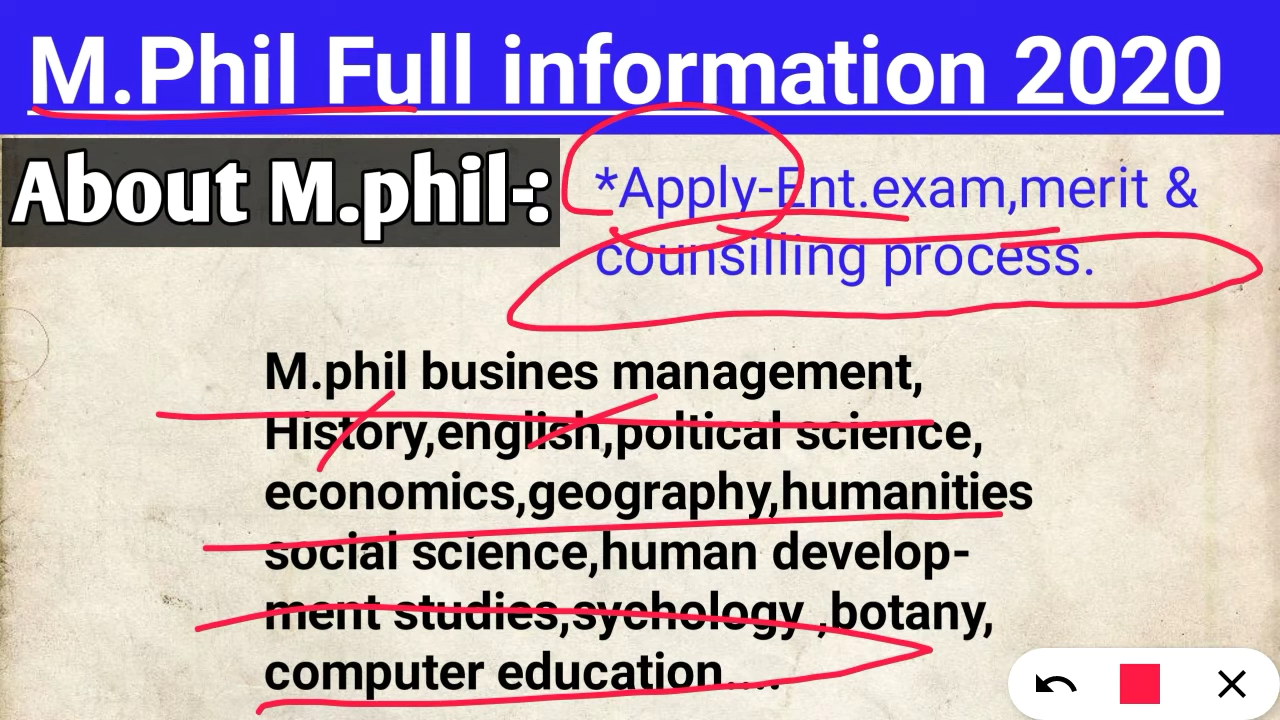 M.Phil Full information 2020
About M.phil-:
*Apply-Ent.exam,merit &
counsilling process.
M.phil busines management,
History,english,poltical science,
economics,geography,humanities
social science,human develop-
ment studies,sychology ,botany,
computer education....